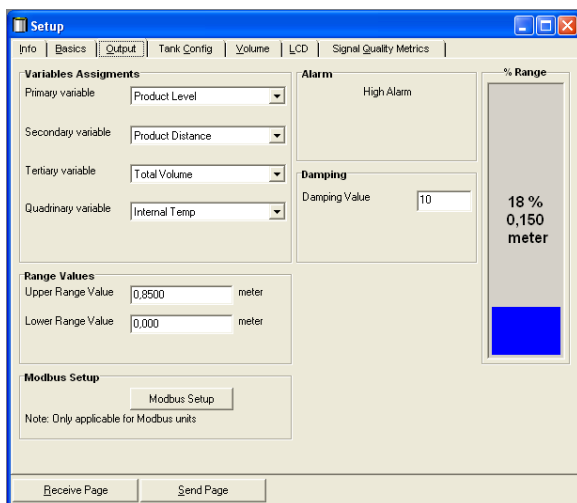 Setup
Info Basics Output Tank Config Volume LCD Signal Quality Metrics
Variables Assigments
Primary variable Product Level
Secondary variable Product Distance
Tertiary variable Total Volume
Quadrinary variable Internal Temp
Range Values
Upper Range Value 0,8500 meter
Lower Range Value 0,000 meter
Modbus Setup
Modbus Setup
Note: Only applicable for Modbus units
Alarm
High Alarm
Damping
Damping Value 10
% Range
18 %
0,150
meter
Receive Page Send Page